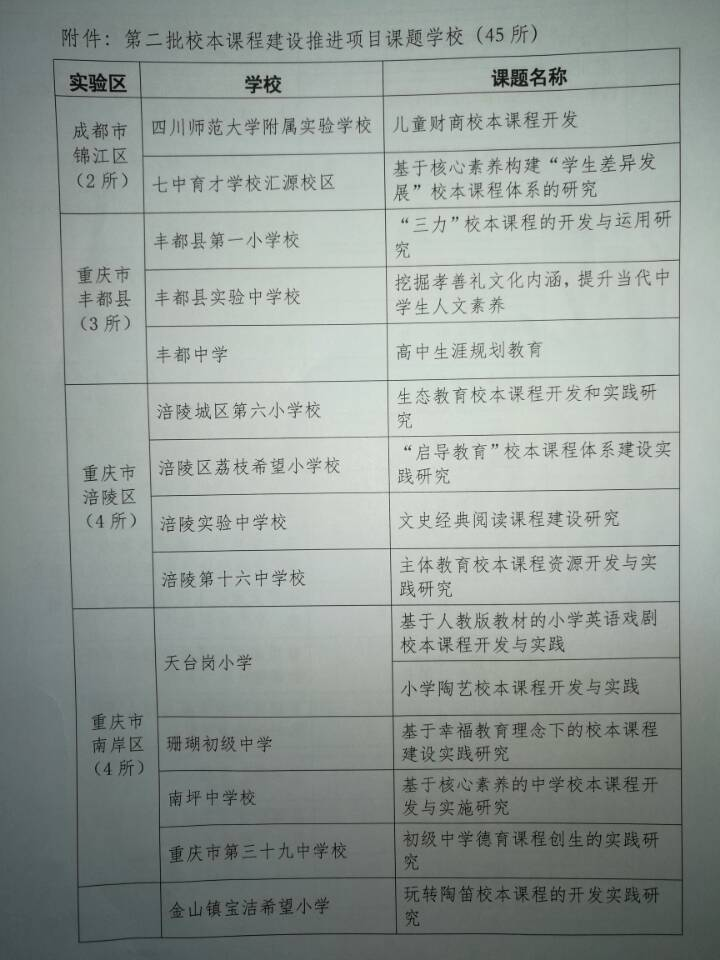 附件：第二批校本课程建设推进项目课题学校（45 所）
实验区 学校 课题名称
成都市
锦江区
（2 所）
四川师范大学附属实验学校 儿童财商校本课程开发
七中育才学校汇源校区
基于核心素养构建“学生差异发
展”校本课程体系的研究
重庆市
丰都县
（3 所）
丰都县第一小学校
“三力”校本课程的开发与运用研
究
丰都县实验中学校
挖掘孝善礼文化内涵，提升当代中
学生人文素养
丰都中学 高中生涯规划教育
重庆市
涪陵区
（4 所）
涪陵城区第六小学校
生态教育校本课程开发和实践研
究
涪陵区荔枝希望小学校
“启导教育”校本课程体系建设实
践研究
涪陵实验中学校 文史经典阅读课程建设研究
涪陵第十六中学校
主体教育校本课程资源开发与实
践研究
重庆市
南岸区
（4 所）
天台岗小学
基于人教版教材的小学英语戏剧
校本课程开发与实践
小学陶艺校本课程开发与实践
珊瑚初级中学
基于幸福教育理念下的校本课程
建设实践研究
南坪中学校
基于核心素养的中学校本课程开
发与实施研究
重庆市第三十九中学校
初级中学德育课程创生的实践研
究
金山镇宝洁希望小学
玩转陶笛校本课程的开发实践研
究